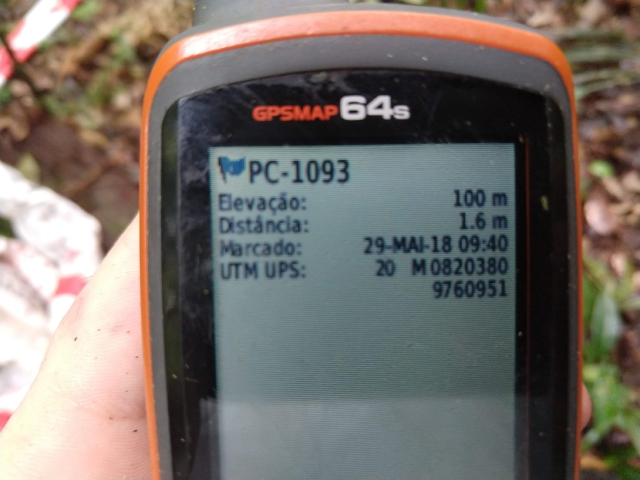 GPSMAP 64s
PC-1093
Elevação: 100 m
Distância: 1.6 m
Marcado: 29-MAI-18 09:40
UTM UPS: 20 M 0820380
9760951